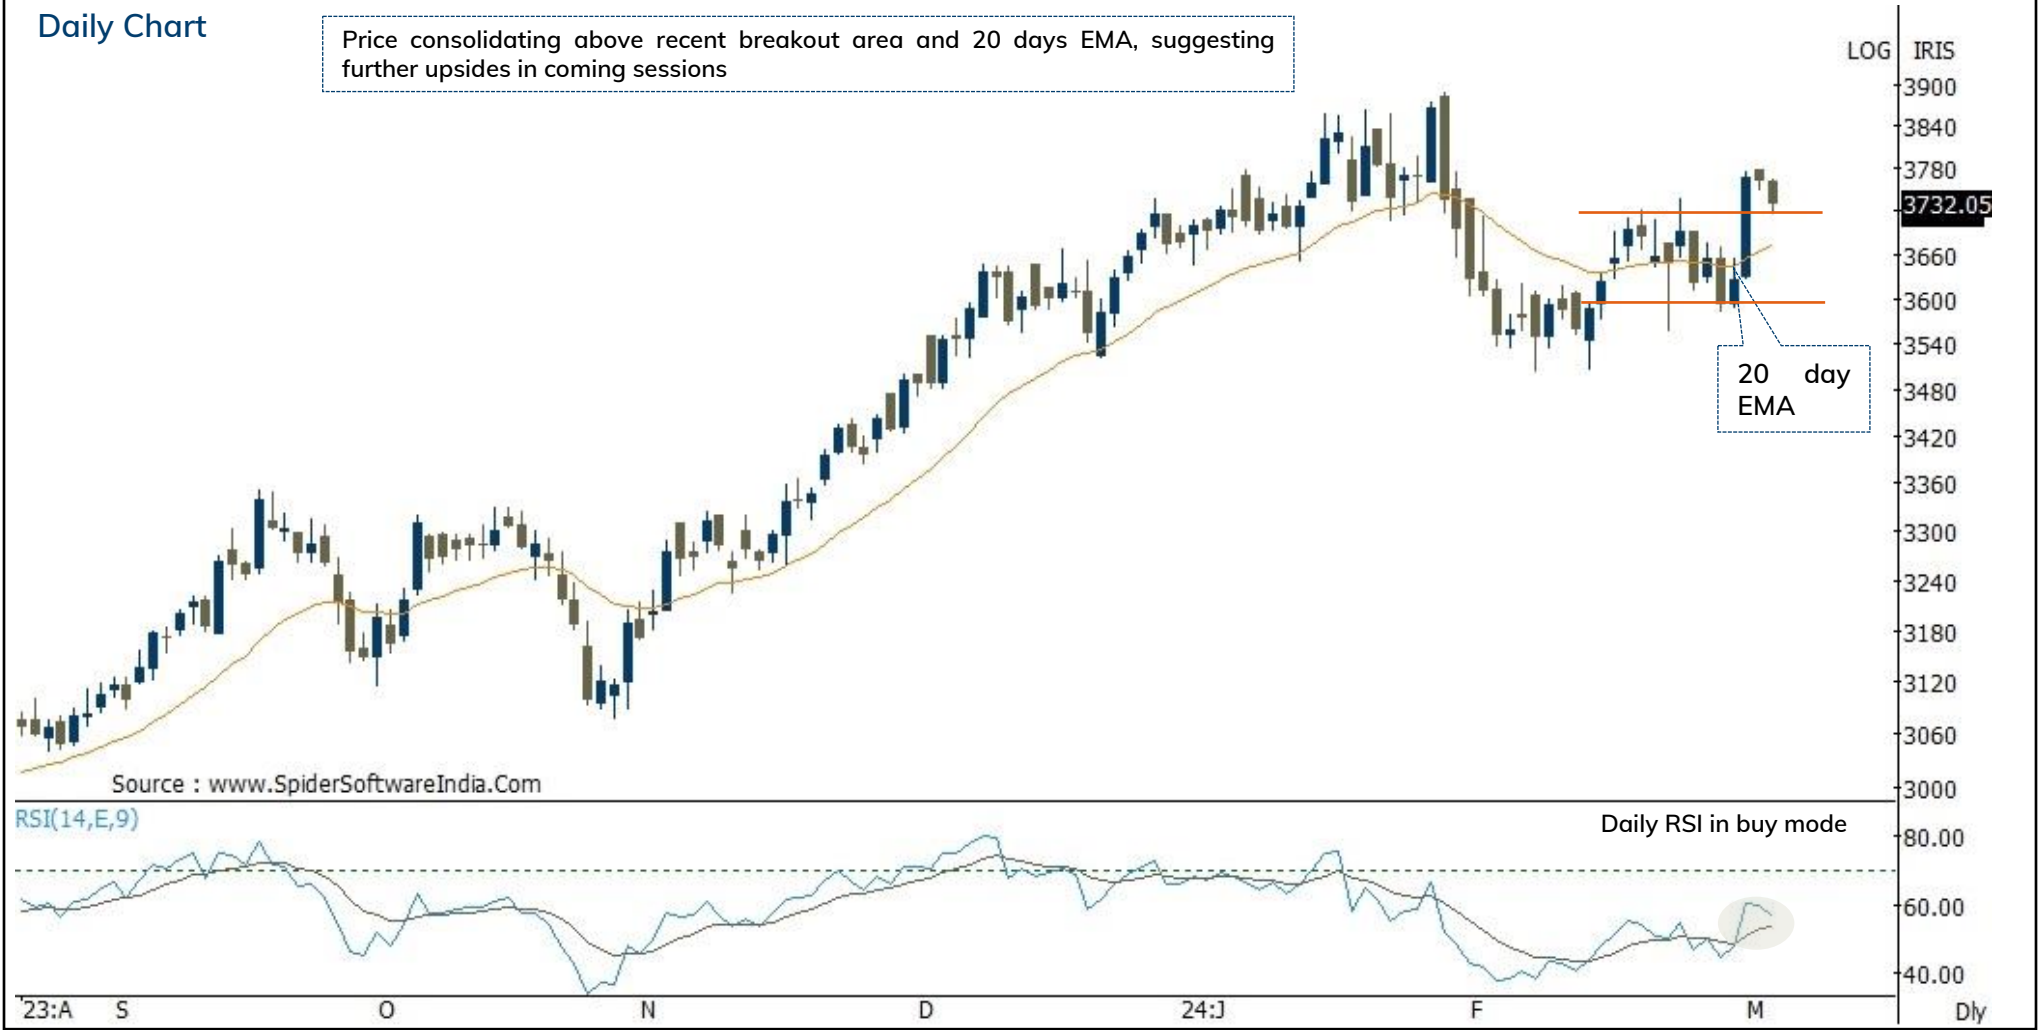 Daily Chart
Price consolidating above recent breakout area and 20 days EMA, suggesting
further upsides in coming sessions
LOG IRIS
3900
3840
3780
3732.05
3660
3600
3540
20 day
EMA
3480
3420
3360
3300
3240
3180
3120
3060
3000
Source : www.SpiderSoftwareIndia.Com
RSI(14,E,9)
Daily RSI in buy mode
80.00
60.00
40.00
23:A S O N D 24:J F M Dly